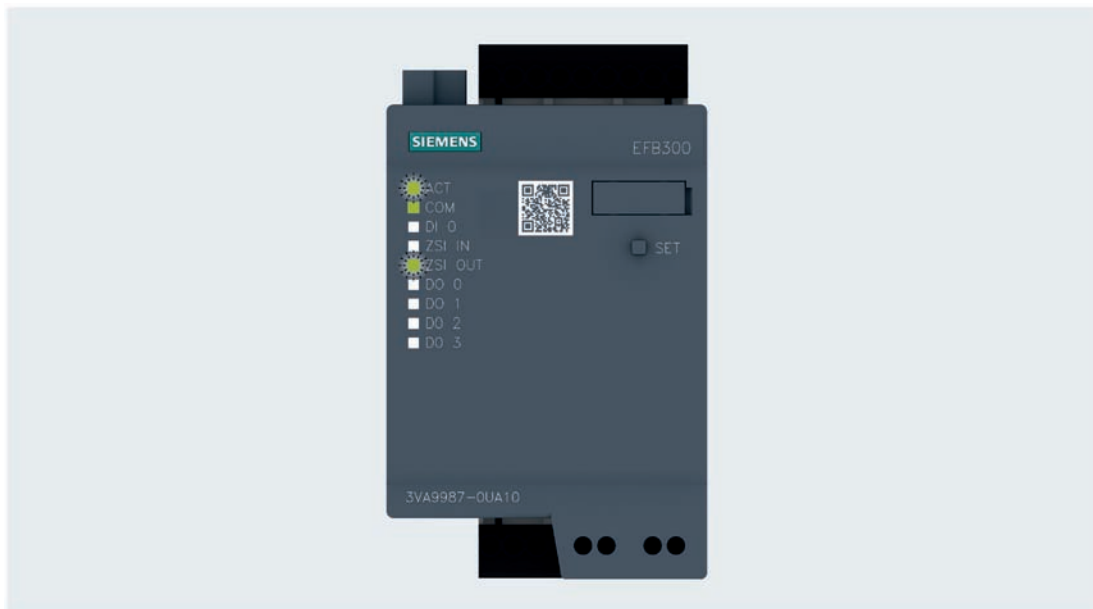 SIEMENS
EFB300
ACT
COM
DI 0
ZSI IN
SET
ZSI OUT
DO 0
DO 1
DO 2
DO 3
3VA9987-0UA10